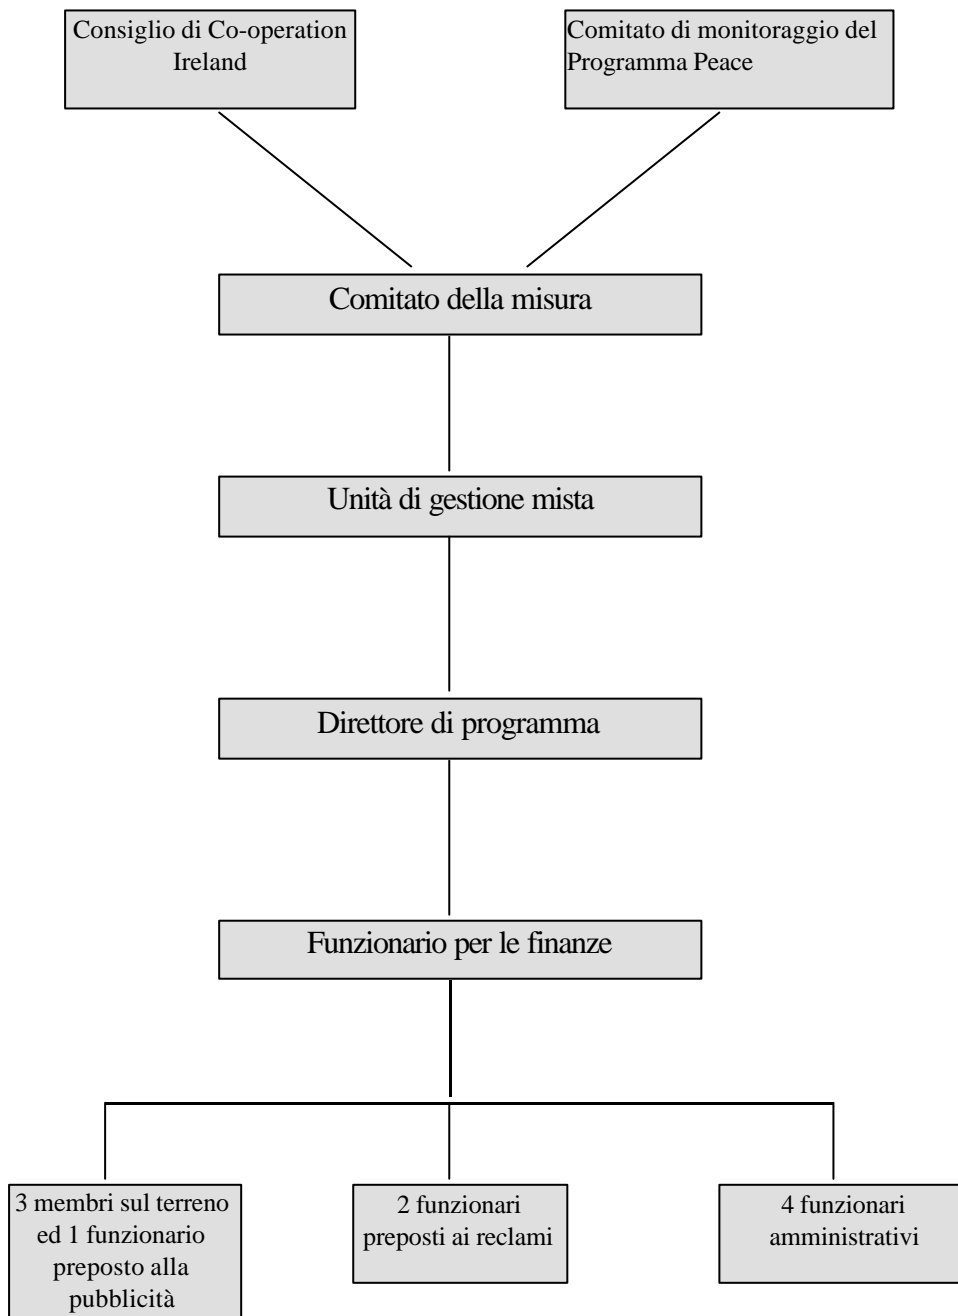 Consiglio di Co-operation
Ireland
Comitato di monitoraggio del
Programma Peace
Comitato della misura
Unità di gestione mista
Direttore di programma
Funzionario per le finanze
3 membri sul terreno
ed 1 funzionario
preposto alla
pubblicità
2 funzionari
preposti ai reclami
4 funzionari
amministrativi